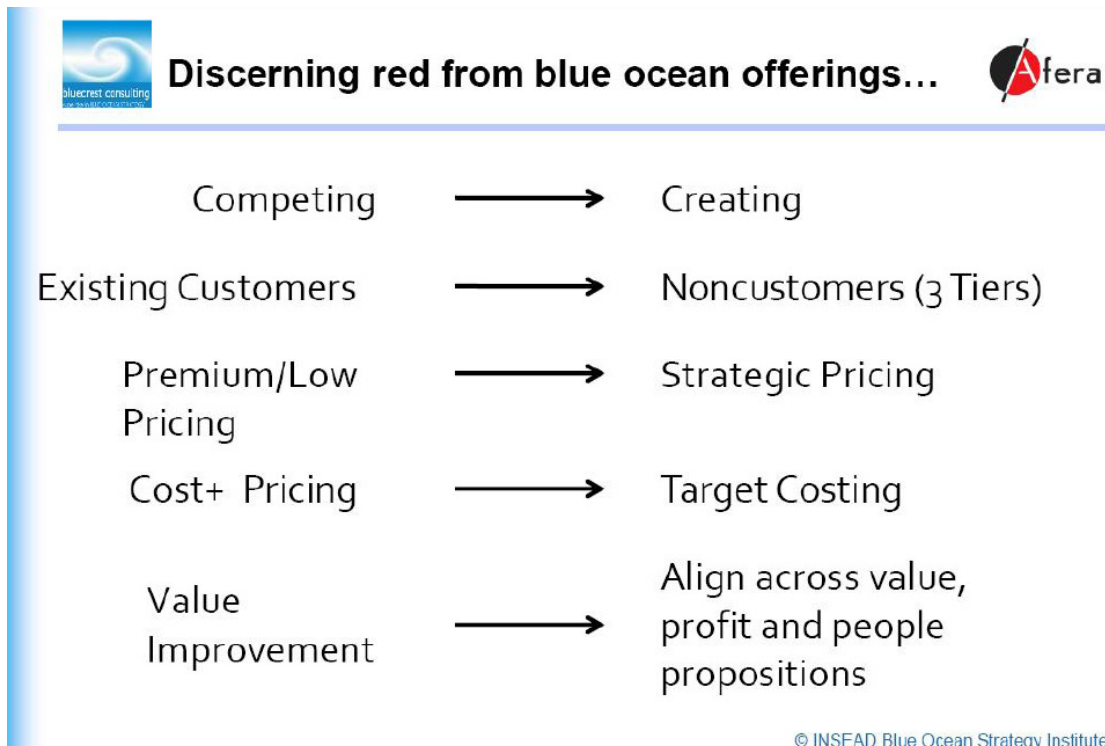 bluecrest consulting
Discerning red from blue ocean offerings...
Afera
Competing
Creating
Existing Customers
Noncustomers (3 Tiers)
Premium/Low
Pricing
Strategic Pricing
Cost+ Pricing
Target Costing
Value
Improvement
Align across value,
profit and people
propositions
© INSEAD Blue Ocean Strategy Institute